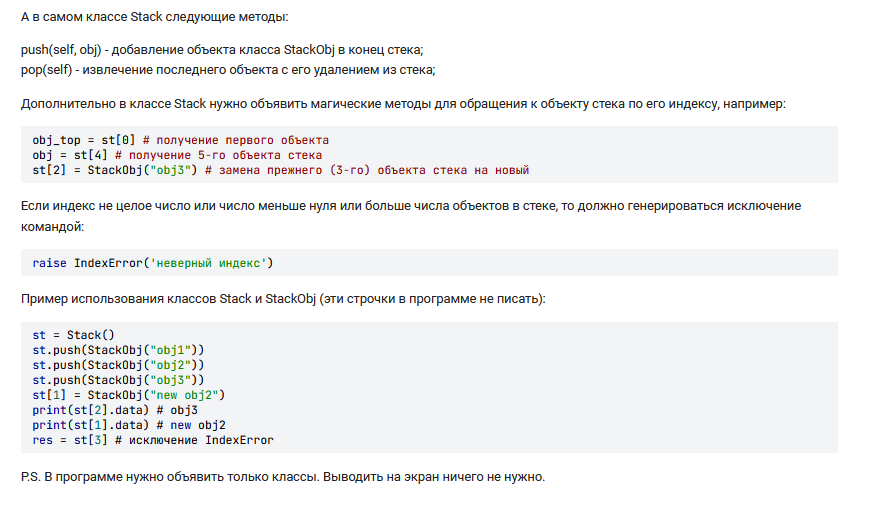 А в самом классе Stack следующие методы:
push(self, obj) - добавление объекта класса StackObj в конец стека;
pop(self) - извлечение последнего объекта с его удалением из стека;
Дополнительно в классе Stack нужно объявить магические методы для обращения к объекту стека по его индексу, например:
obj_top = st[0] # получение первого объекта
obj = st[4] # получение 5-го объекта стека
st[2] = StackObj("obj3") # замена прежнего (3-го) объекта стека на новый
Если индекс не целое число или число меньше нуля или больше числа объектов в стеке, то должно генерироваться исключение
командой:
raise IndexError('неверный индекс')
Пример использования классов Stack и StackObj (эти строчки в программе не писать):
st = Stack()
st.push(StackObj("obj1"))
st.push(StackObj("obj2"))
st.push(StackObj("obj3"))
st[1] = StackObj("new obj2")
print(st[2].data) # obj3
print(st[1].data) # new obj2
res = st[3] # исключение IndexError
P.S. В программе нужно объявить только классы. Выводить на экран ничего не нужно.